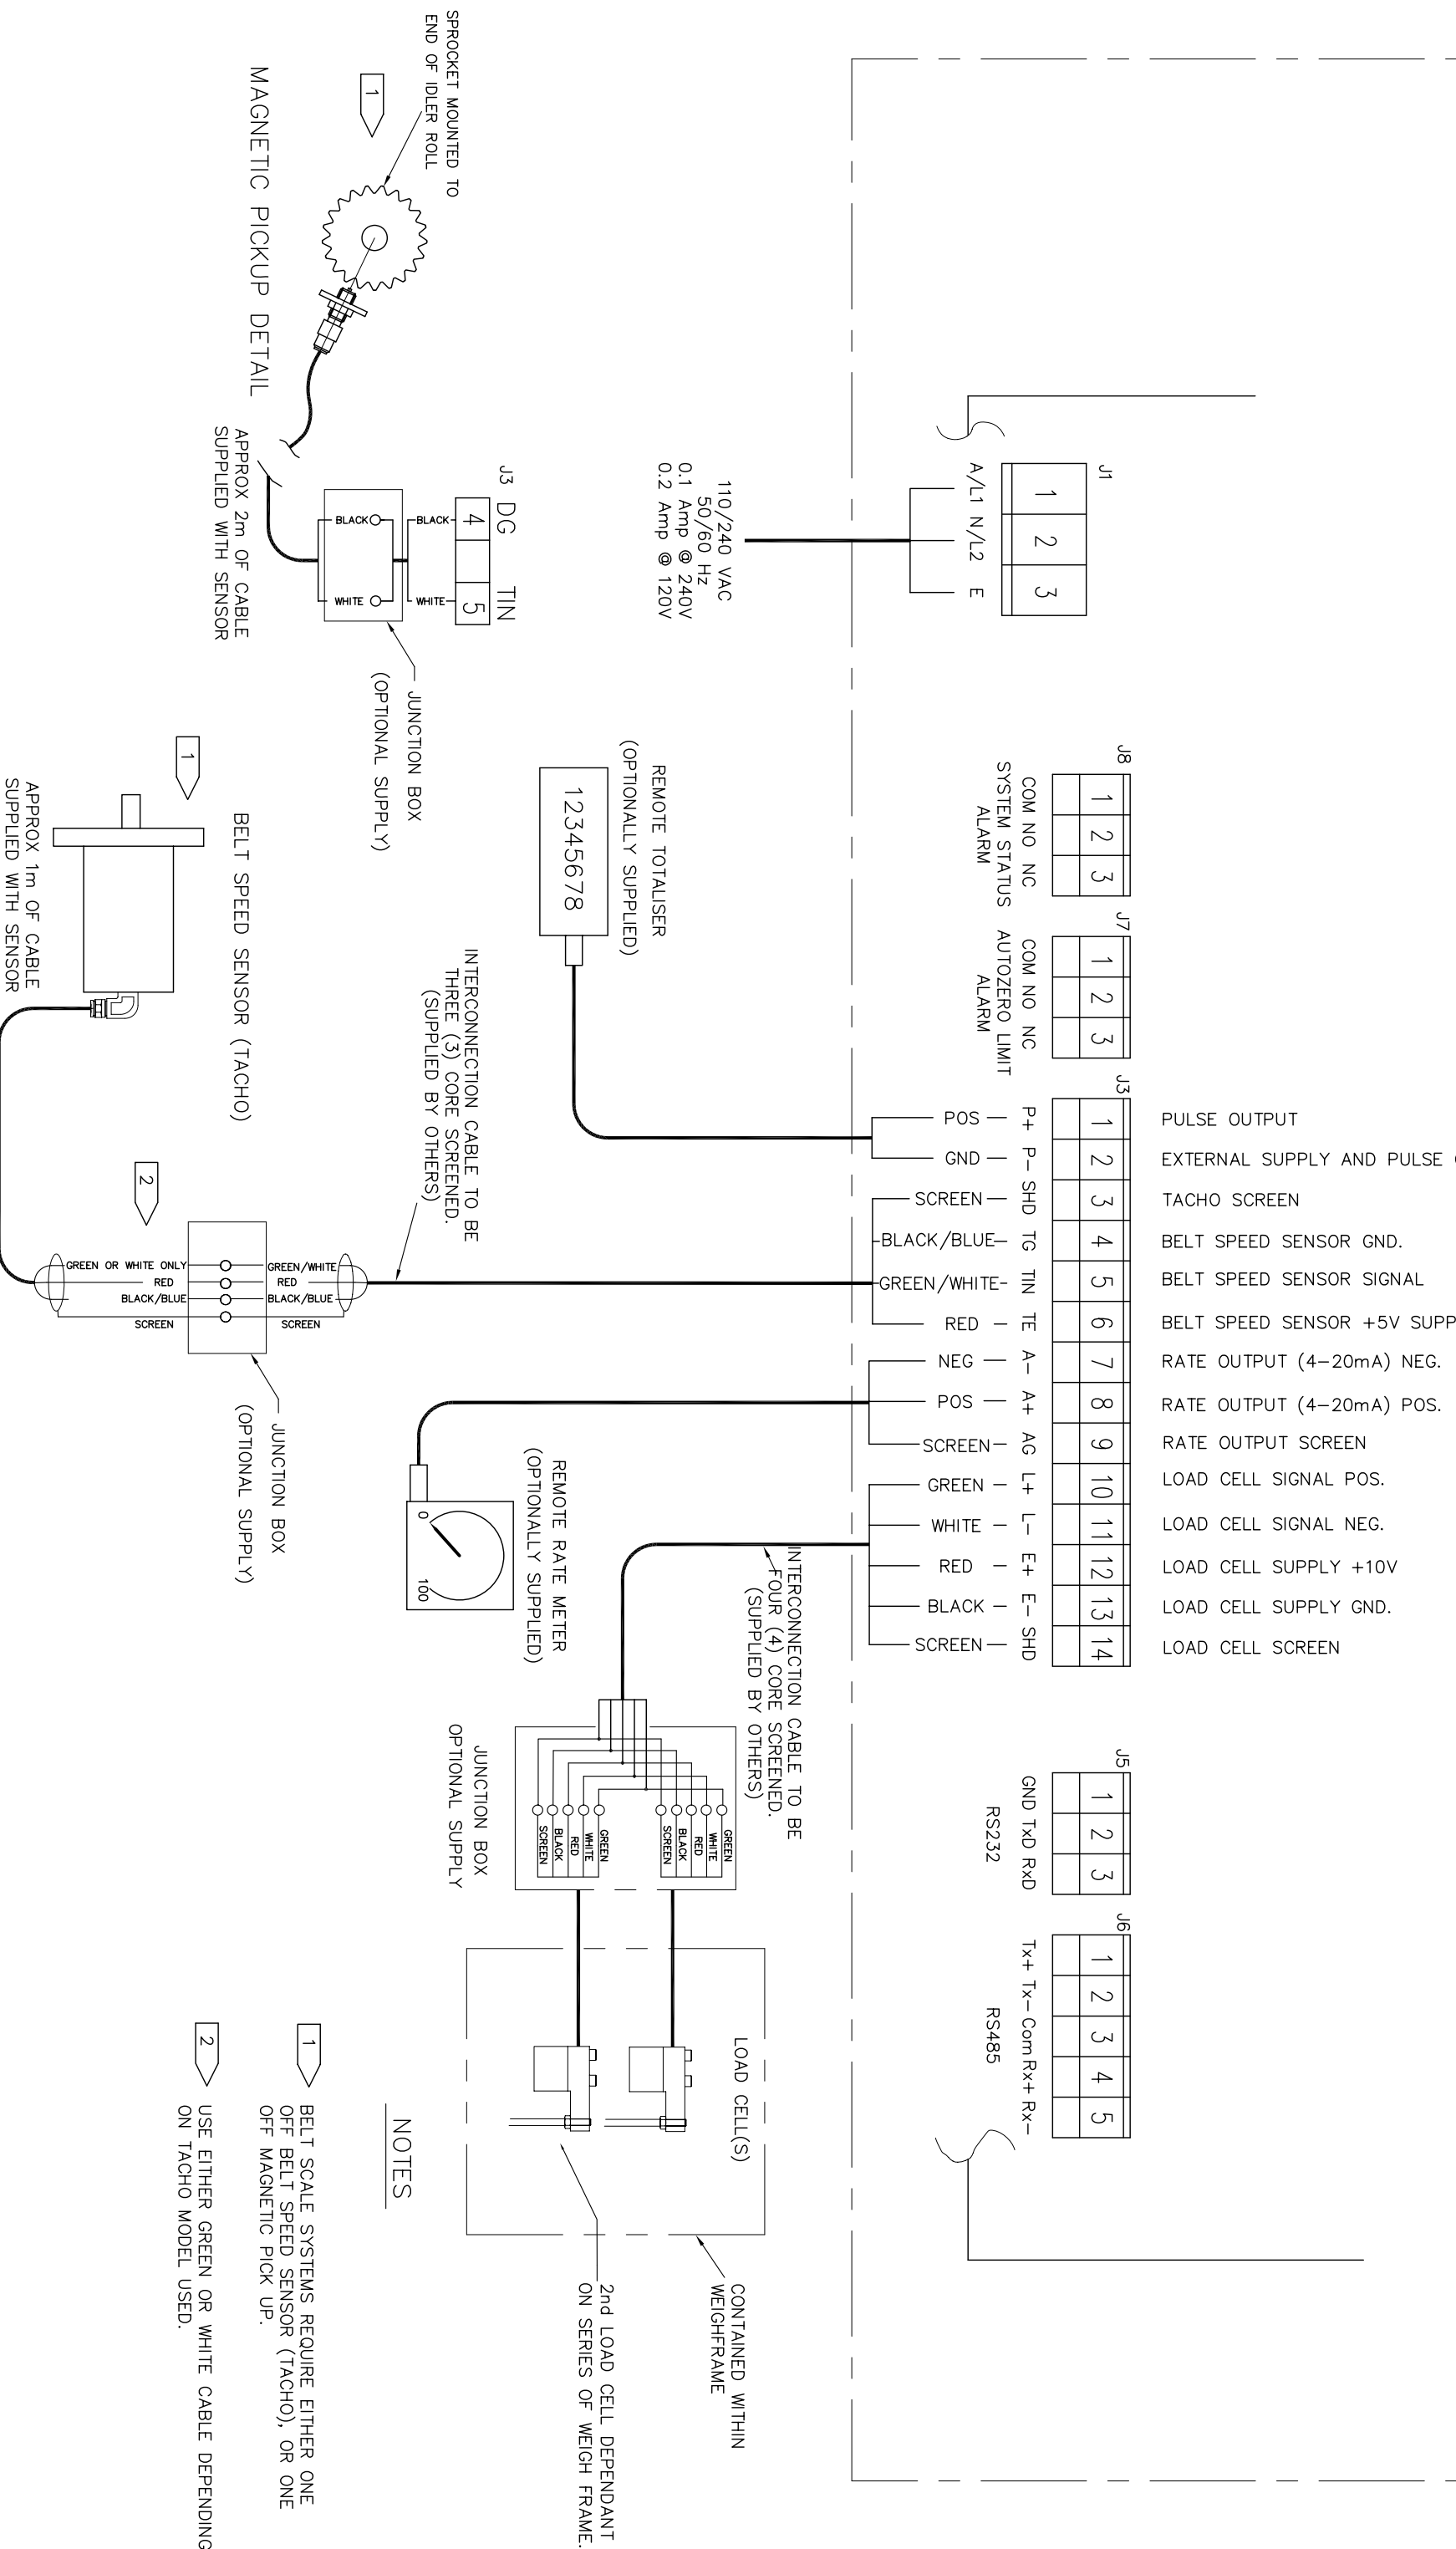 J1
1 2 3
A/L1 N/L2 E
110/240 VAC
50/60 Hz
0.1 Amp @ 240V
0.2 Amp @ 120V
J8
1 2 3
COM NO NC
SYSTEM STATUS
ALARM
J7
1 2 3
COM NO NC
AUTOZERO LIMIT
ALARM
J3
1 2 3 4 5 6 7 8 9 10 11 12 13 14
PULSE OUTPUT
EXTERNAL SUPPLY AND PULSE
TACHO SCREEN
BELT SPEED SENSOR GND.
BELT SPEED SENSOR SIGNAL
BELT SPEED SENSOR +5V SUPP
RATE OUTPUT (4-20mA) NEG.
RATE OUTPUT (4-20mA) POS.
RATE OUTPUT SCREEN
LOAD CELL SIGNAL POS.
LOAD CELL SIGNAL NEG.
LOAD CELL SUPPLY +10V
LOAD CELL SUPPLY GND.
LOAD CELL SCREEN
P+ P- SHD TG TIN TE A- A+ AG L+ L- E+ E- SHD
POS
GND
SCREEN
BLACK/BLUE
GREEN/WHITE
RED
NEG
POS
SCREEN
GREEN
WHITE
RED
BLACK
SCREEN
J5
1 2 3
GND TxD RxD
RS232
J6
1 2 3 4 5
Tx+ Tx- Com Rx+ Rx-
RS485
SPROCKET MOUNTED TO
END OF IDLER ROLL
1
MAGNETIC PICKUP DETAIL
APPROX 2m OF CABLE
SUPPLIED WITH SENSOR
J3 DG TIN
4 5
BLACK WHITE
BLACK WHITE
JUNCTION BOX
(OPTIONAL SUPPLY)
REMOTE TOTALISER
(OPTIONALLY SUPPLIED)
12345678
1
BELT SPEED SENSOR (TACHO)
APPROX 1m OF CABLE
SUPPLIED WITH SENSOR
INTERCONNECTION CABLE TO BE
THREE (3) CORE SCREENED.
(SUPPLIED BY OTHERS)
2
GREEN OR WHITE ONLY
RED
BLACK/BLUE
SCREEN
GREEN/WHITE
RED
BLACK/BLUE
SCREEN
JUNCTION BOX
(OPTIONAL SUPPLY)
REMOTE RATE METER
(OPTIONALLY SUPPLIED)
0 100
INTERCONNECTION CABLE TO BE
FOUR (4) CORE SCREENED.
(SUPPLIED BY OTHERS)
GREEN
WHITE
RED
BLACK
SCREEN
GREEN
WHITE
RED
BLACK
SCREEN
JUNCTION BOX
OPTIONAL SUPPLY
LOAD CELL(S)
CONTAINED WITHIN
WEIGHFRAME
2nd LOAD CELL DEPENDANT
ON SERIES OF WEIGH FRAME.
NOTES
1
BELT SCALE SYSTEMS REQUIRE EITHER ONE
OFF BELT SPEED SENSOR (TACHO), OR ONE
OFF MAGNETIC PICK UP.
2
USE EITHER GREEN OR WHITE CABLE DEPENDING
ON TACHO MODEL USED.